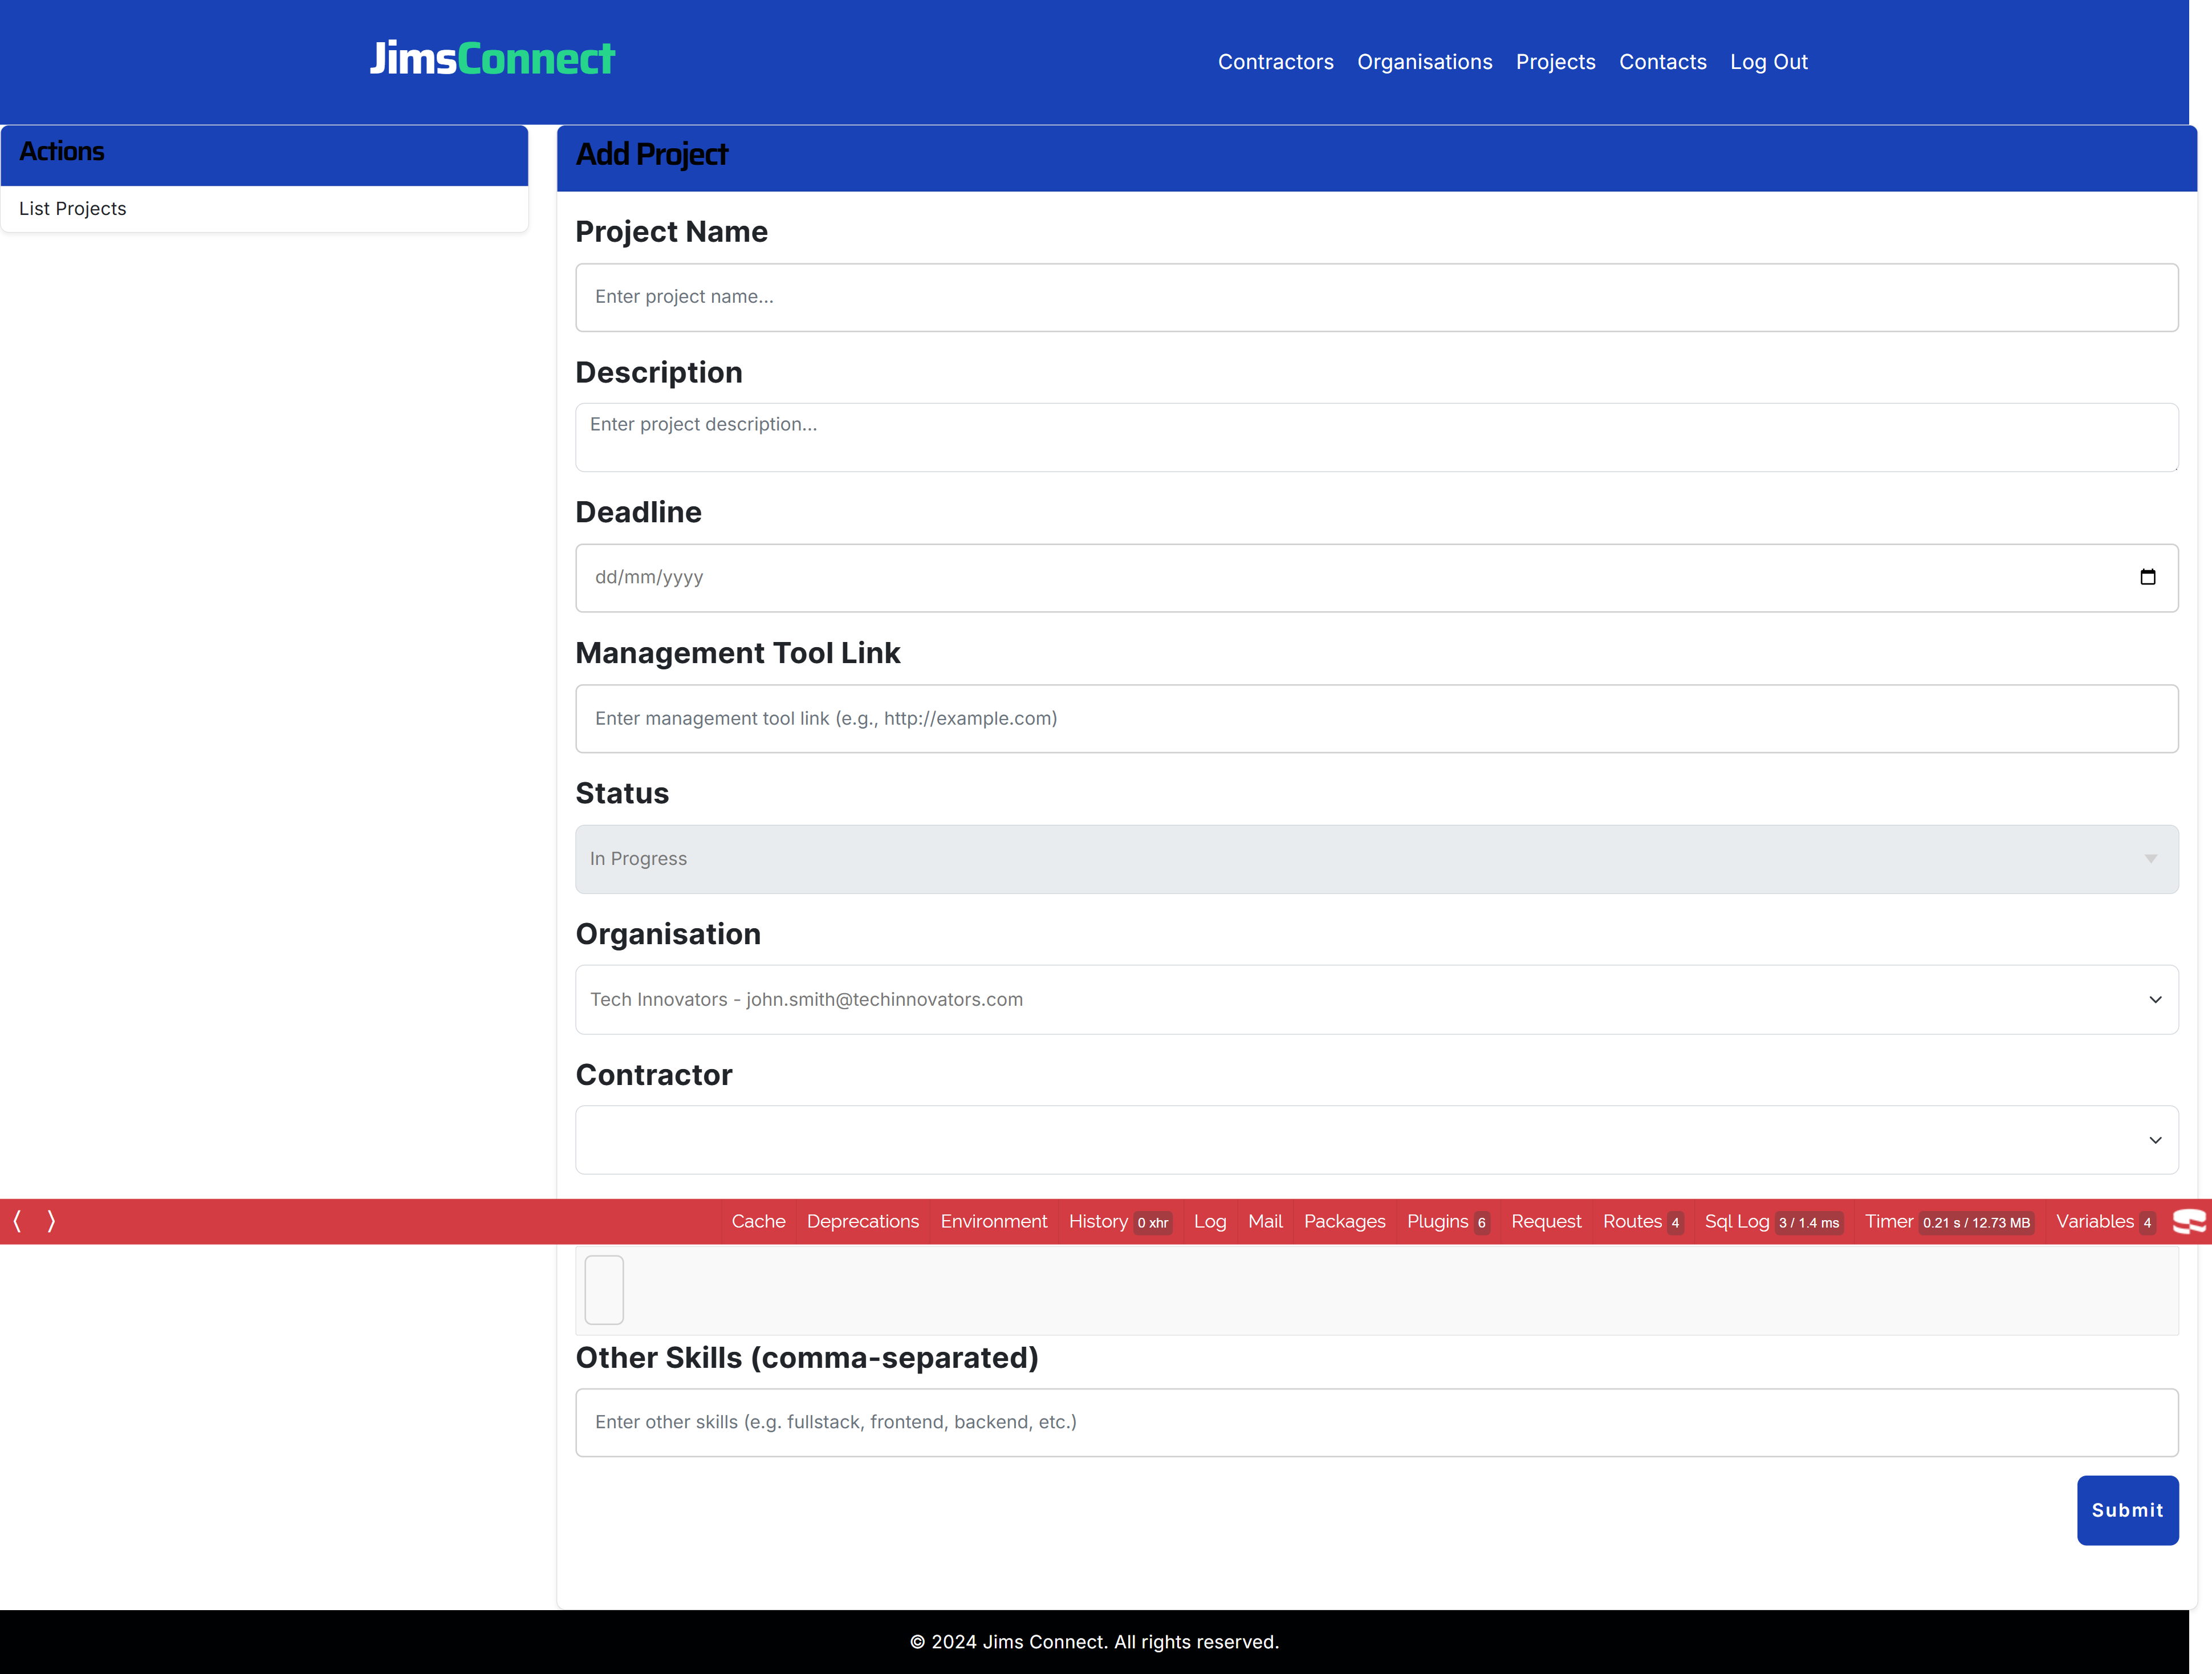 JimsConnect
Contractors Organisations Projects Contacts Log Out
Actions
List Projects
Add Project
Project Name
Enter project name...
Description
Enter project description...
Deadline
dd/mm/yyyy
Management Tool Link
Enter management tool link (e.g., http://example.com)
Status
In Progress
Organisation
Tech Innovators - john.smith@techinnovators.com
Contractor
Cache Deprecations Environment History 0 xhr Log Mail Packages Plugins 6 Request Routes 4 Sql Log 3 / 1.4 ms Timer 0.21 s / 12.73 MB Variables 4
Other Skills (comma-separated)
Enter other skills (e.g. fullstack, frontend, backend, etc.)
Submit
© 2024 Jims Connect. All rights reserved.